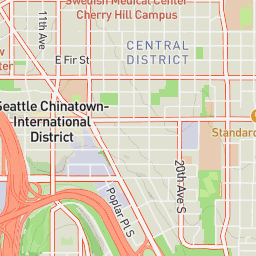 Swedish Medical Center
Cherry Hill Campus
11th Ave
CENTRAL
DISTRICT
E Fir St
Seattle Chinatown-
International
District
Standard
20th Ave S
Poplar Pl S